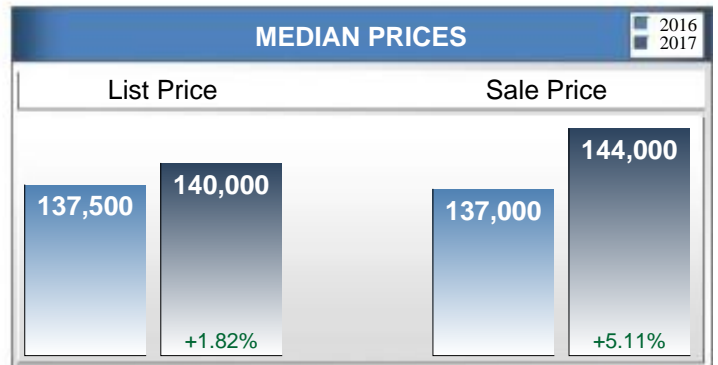 MEDIAN PRICES
2016
2017
List Price
Sale Price
137,500
140,000
+1.82%
137,000
144,000
+5.11%